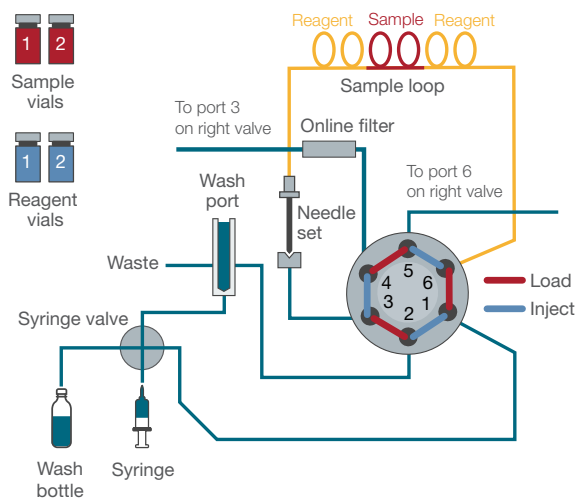 Reagent Sample Reagent
1 2
Sample
vials
Sample loop
To port 3
on right valve
Online filter
1 2
Reagent
vials
To port 6
on right valve
Wash
port
Needle
set
Waste
5
4 6
3 1
2
Load
Inject
Syringe valve
Wash
bottle
Syringe